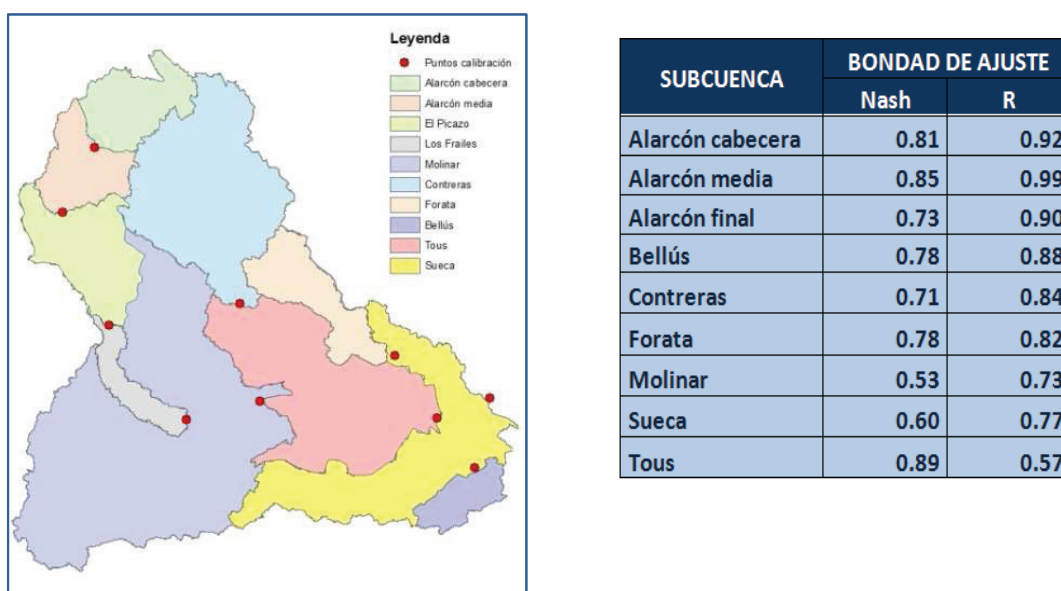 Leyenda
Puntos calibración
Alarcón cabecera
Alarcón media
El Picazo
Los Frailes
Molinar
Contreras
Forata
Bellús
Tous
Sueca
SUBCUENCA BONDAD DE AJUSTE
Nash R
Alarcón cabecera 0.81 0.92
Alarcón media 0.85 0.99
Alarcón final 0.73 0.90
Bellús 0.78 0.88
Contreras 0.71 0.84
Forata 0.78 0.82
Molinar 0.53 0.73
Sueca 0.60 0.77
Tous 0.89 0.57